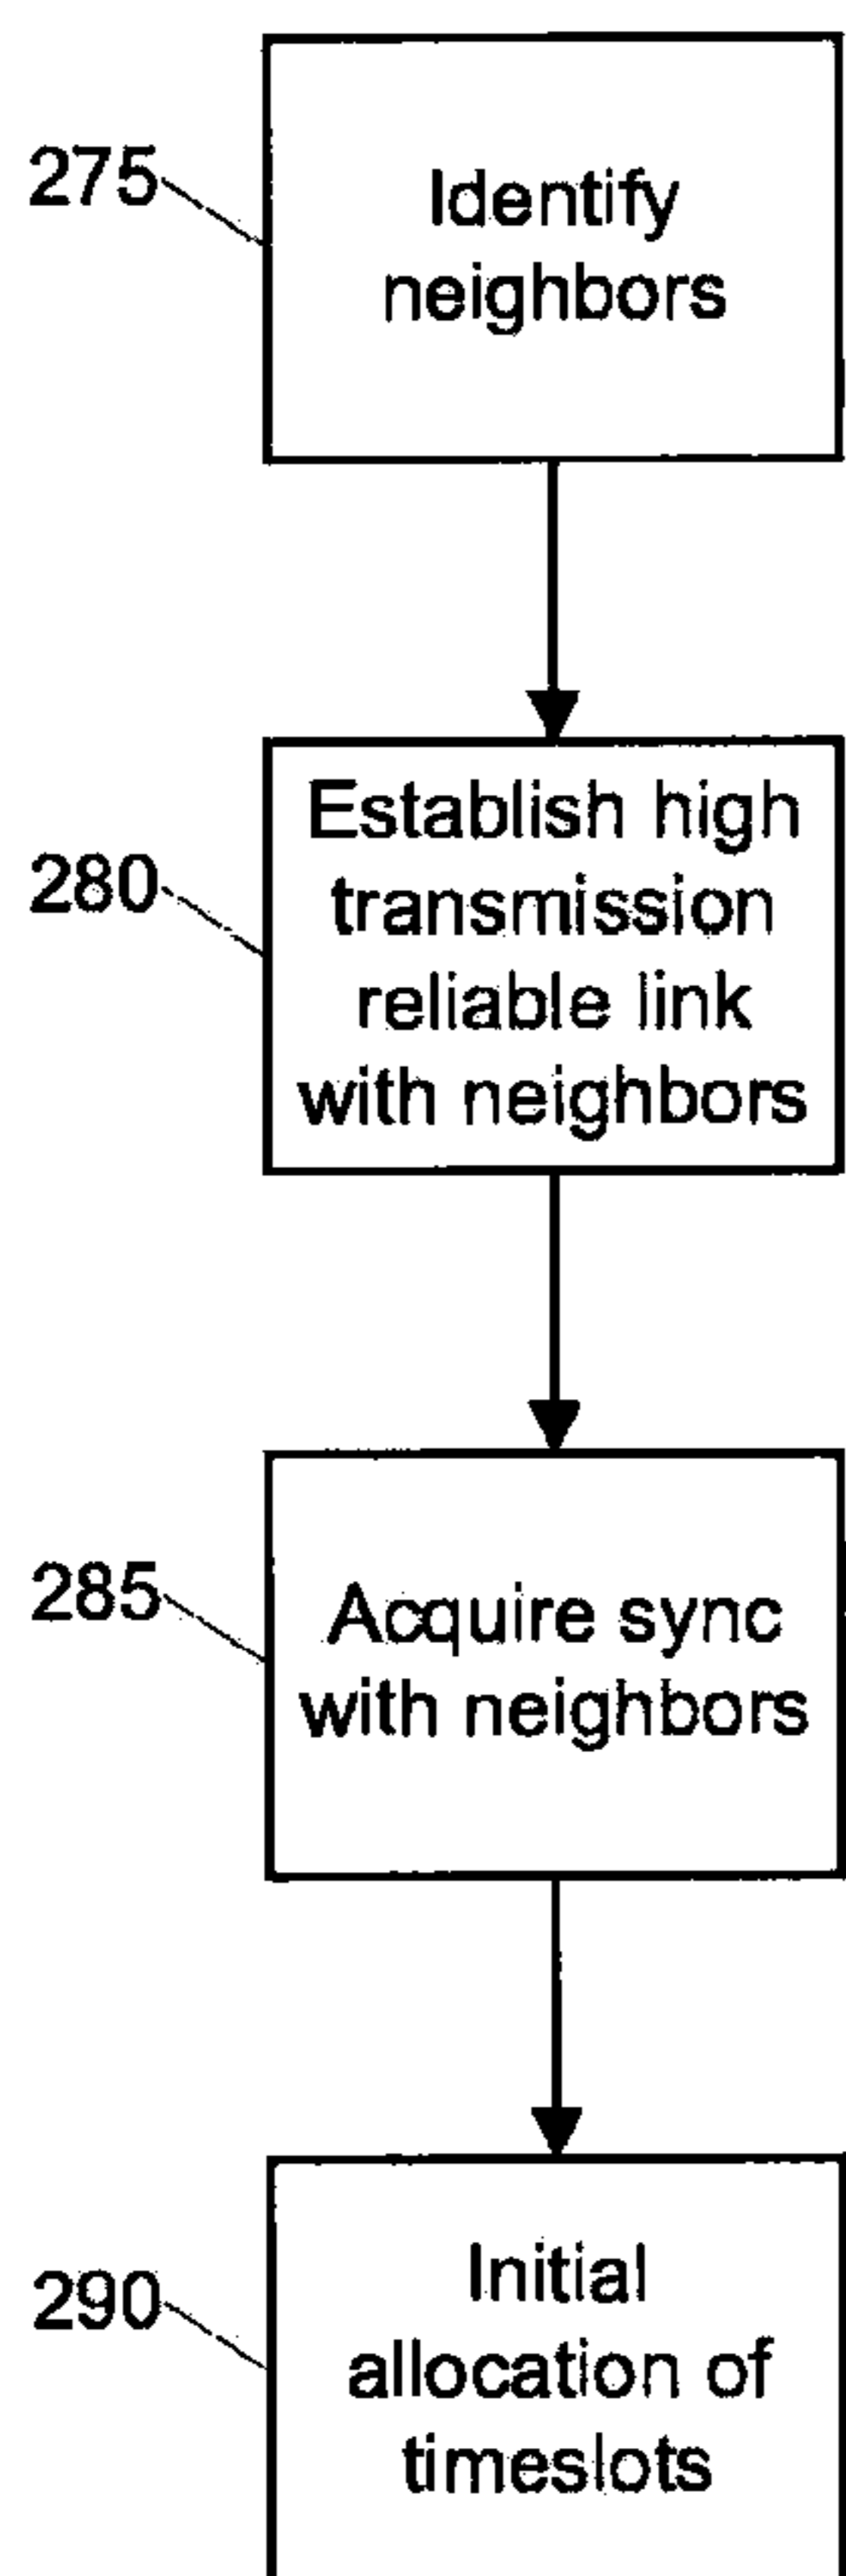 275
Identify
neighbors
280
Establish high
transmission
reliable link
with neighbors
285
Acquire sync
with neighbors
290
Initial
allocation of
timeslots